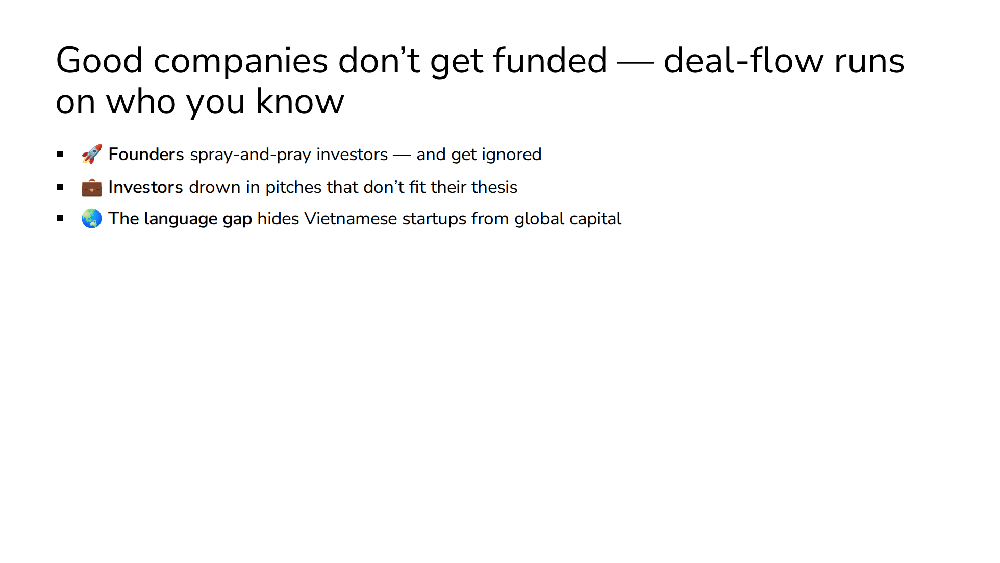 Good companies don’t get funded — deal-flow runs
on who you know
▪ 🚀 Founders spray-and-pray investors — and get ignored
▪ 💼 Investors drown in pitches that don’t fit their thesis
▪ 🌏 The language gap hides Vietnamese startups from global capital